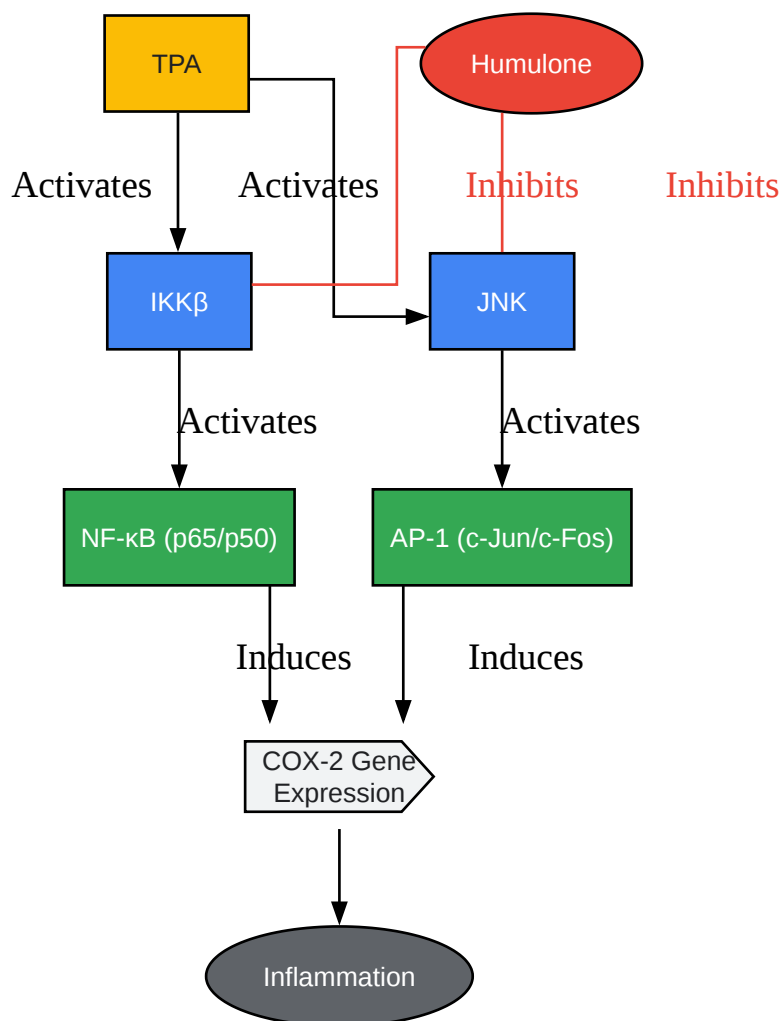 TPA
Humulone
Activates
Activates
Inhibits
Inhibits
IKKβ
JNK
Activates
Activates
NF-κB (p65/p50)
AP-1 (c-Jun/c-Fos)
Induces
Induces
COX-2 Gene
Expression
Inflammation